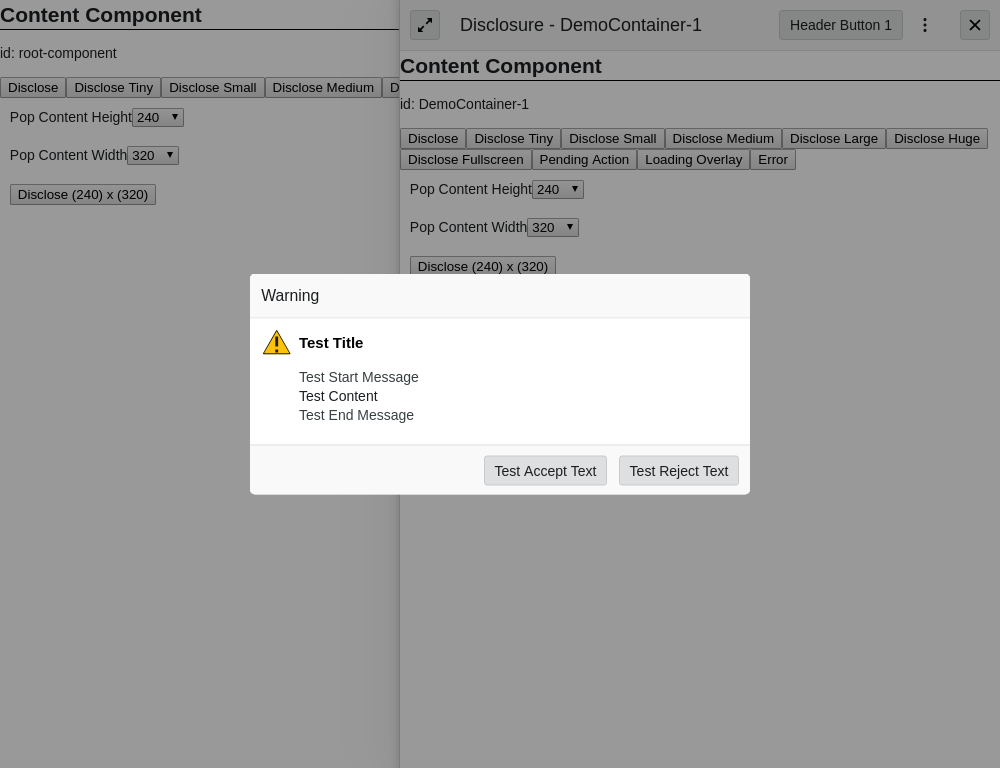 Content Component
id: root-component
Disclose Disclose Tiny Disclose Small Disclose Medium D
Pop Content Height 240
Pop Content Width 320
Disclose (240) x (320)
Disclosure - DemoContainer-1 Header Button 1
Content Component
id: DemoContainer-1
Disclose Disclose Tiny Disclose Small Disclose Medium Disclose Large Disclose Huge
Disclose Fullscreen Pending Action Loading Overlay Error
Pop Content Height 240
Pop Content Width 320
Disclose (240) x (320)
Warning
Test Title
Test Start Message
Test Content
Test End Message
Test Accept Text Test Reject Text